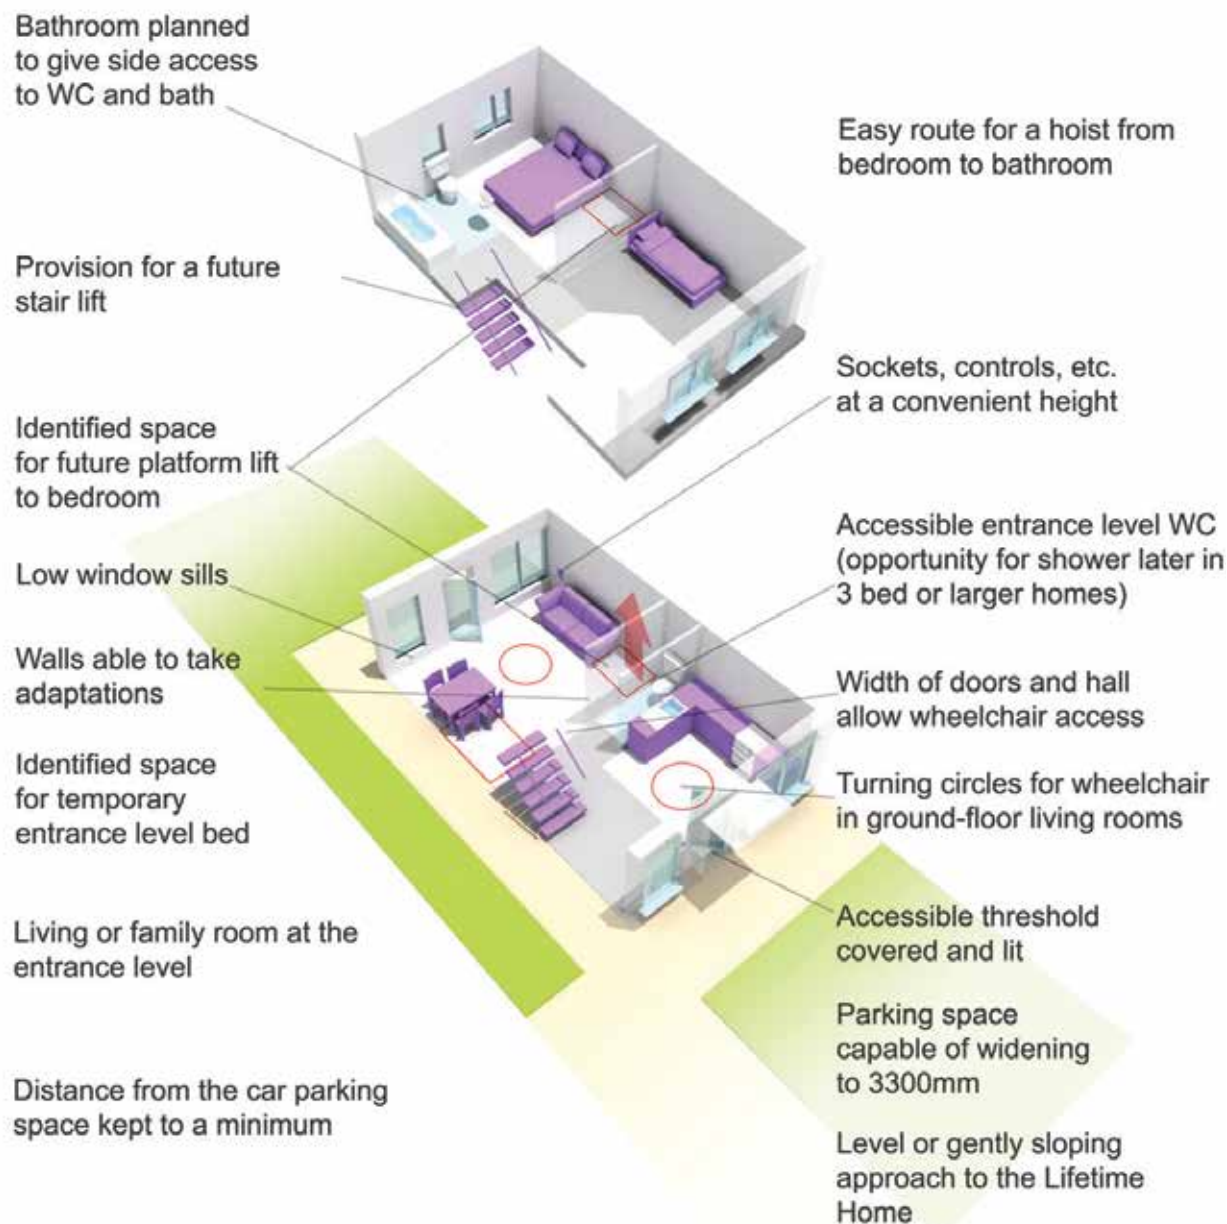 Bathroom planned
to give side access
to WC and bath
Provision for a future
stair lift
Identified space
for future platform lift
to bedroom
Low window sills
Walls able to take
adaptations
Identified space
for temporary
entrance level bed
Living or family room at the
entrance level
Distance from the car parking
space kept to a minimum
Easy route for a hoist from
bedroom to bathroom
Sockets, controls, etc.
at a convenient height
Accessible entrance level WC
(opportunity for shower later in
3 bed or larger homes)
Width of doors and hall
allow wheelchair access
Turning circles for wheelchair
in ground-floor living rooms
Accessible threshold
covered and lit
Parking space
capable of widening
to 3300mm
Level or gently sloping
approach to the Lifetime
Home